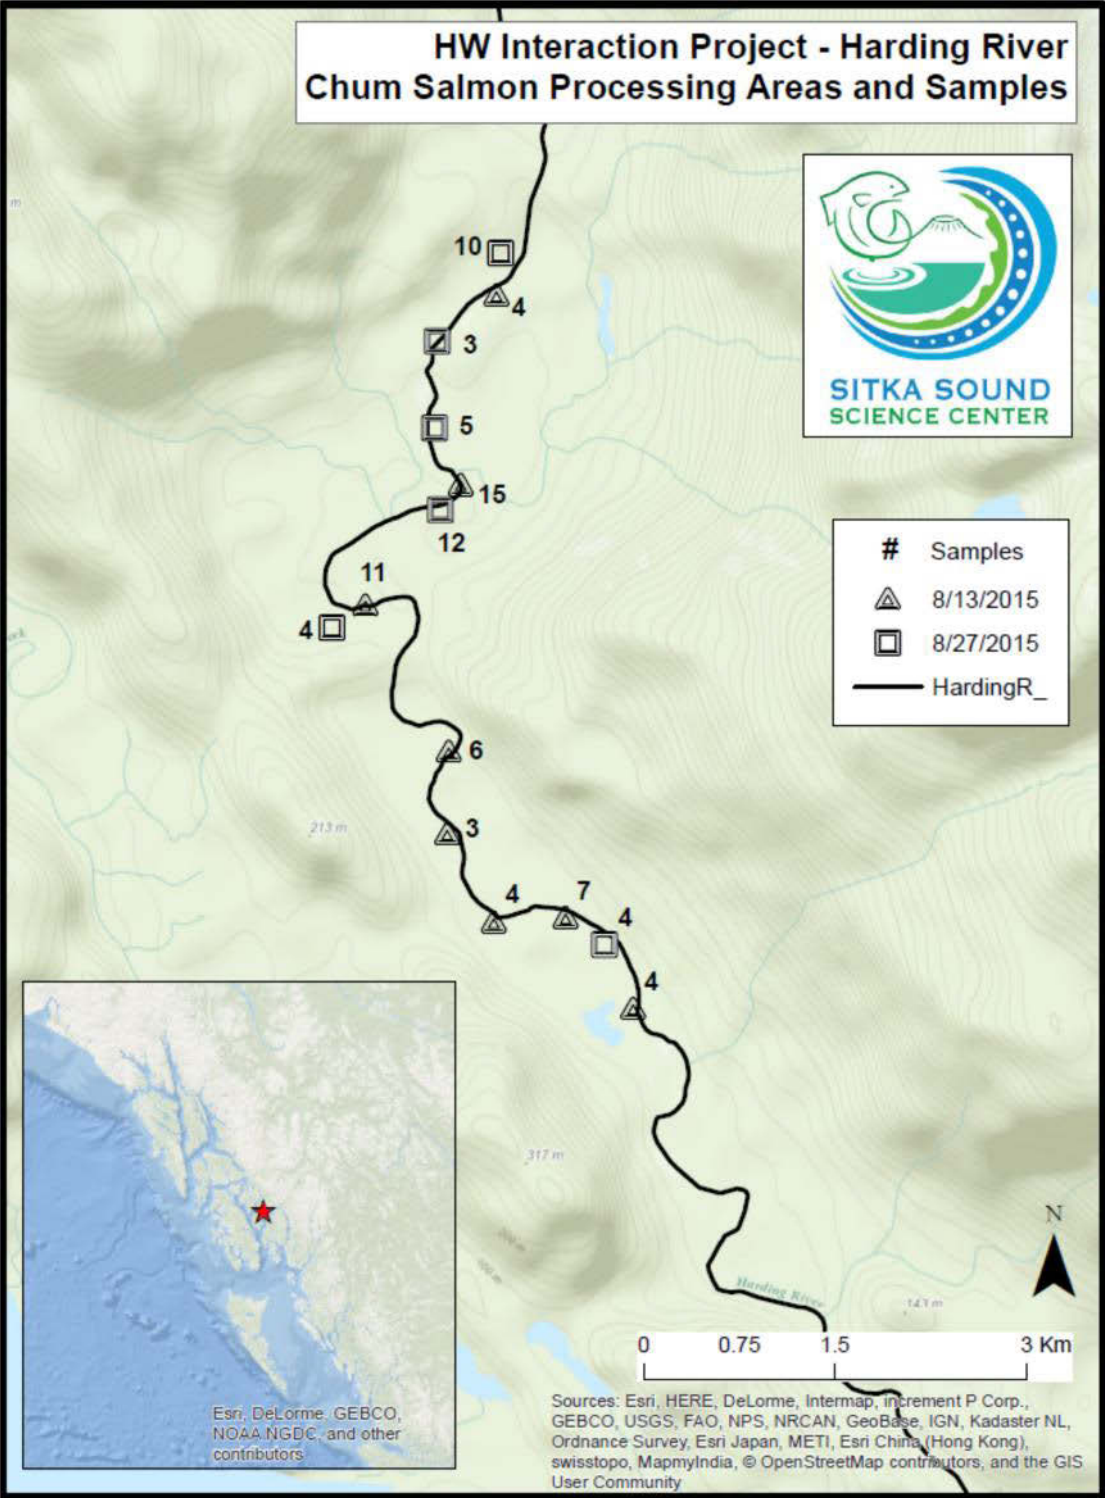 HW Interaction Project - Harding River
Chum Salmon Processing Areas and Samples
m
SITKA SOUND
SCIENCE CENTER
10
4
3
5
15
12
11
4
# Samples
8/13/2015
8/27/2015
HardingR_
6
3
213 m
4
7
4
4
317 m
N
Harding River
143 m
0 0.75 1.5 3 Km
Esri, DeLorme, GEBCO,
NOAA NGDC, and other
contributors
Sources: Esri, HERE, DeLorme, Intermap, increment P Corp.,
GEBCO, USGS, FAO, NPS, NRCAN, GeoBase, IGN, Kadaster NL,
Ordnance Survey, Esri Japan, METI, Esri China (Hong Kong),
swisstopo, MapmyIndia, © OpenStreetMap contributors, and the GIS
User Community